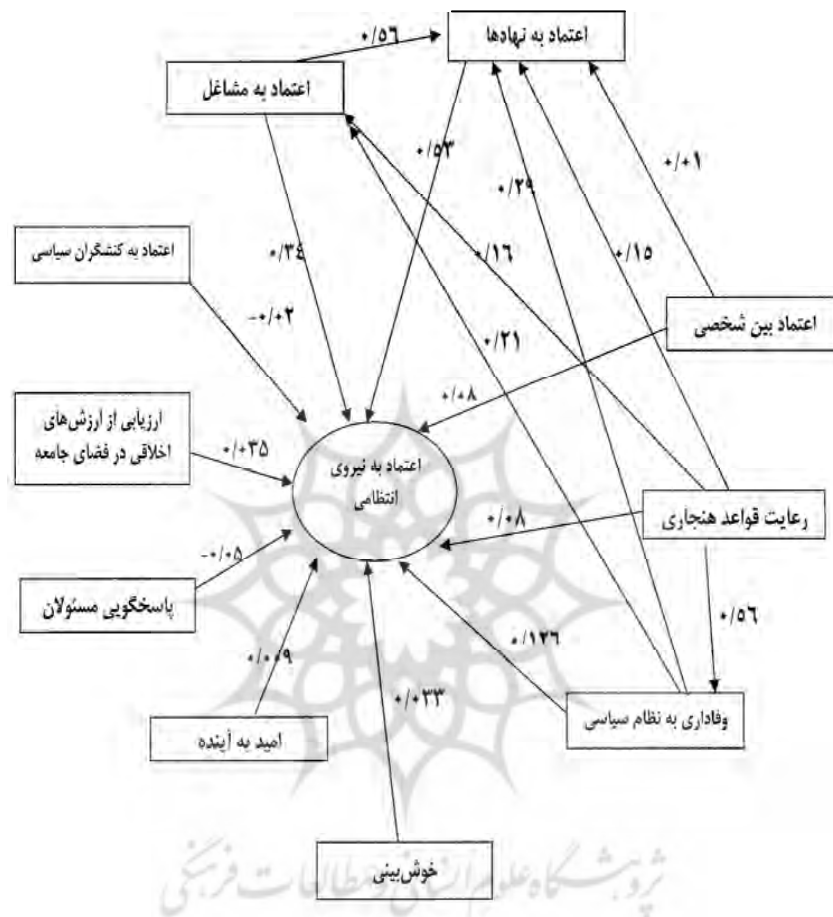 اعتماد به نهادها
۰/۵۶
اعتماد به مشاغل
۰/۵۳
۰/۲۹
۰/۰۱
اعتماد به کنشگران سیاسی
۰/۳۴
۰/۱۶
۰/۱۵
-۰/۰۲
۰/۲۱
اعتماد بین شخصی
ارزیابی از ارزش‌های
اخلاقی در فضای جامعه
۰/۰۳۵
۰/۰۸
اعتماد به نیروی
انتظامی
رعایت قواعد هنجاری
۰/۰۸
-۰/۰۵
پاسخگویی مسئولان
۰/۵۶
۰/۰۰۹
۰/۱۲۶
۰/۰۳۳
وفاداری به نظام سیاسی
امید به آینده
خوش‌بینی
پژوهشگاه علوم انسانی و مطالعات فرهنگی